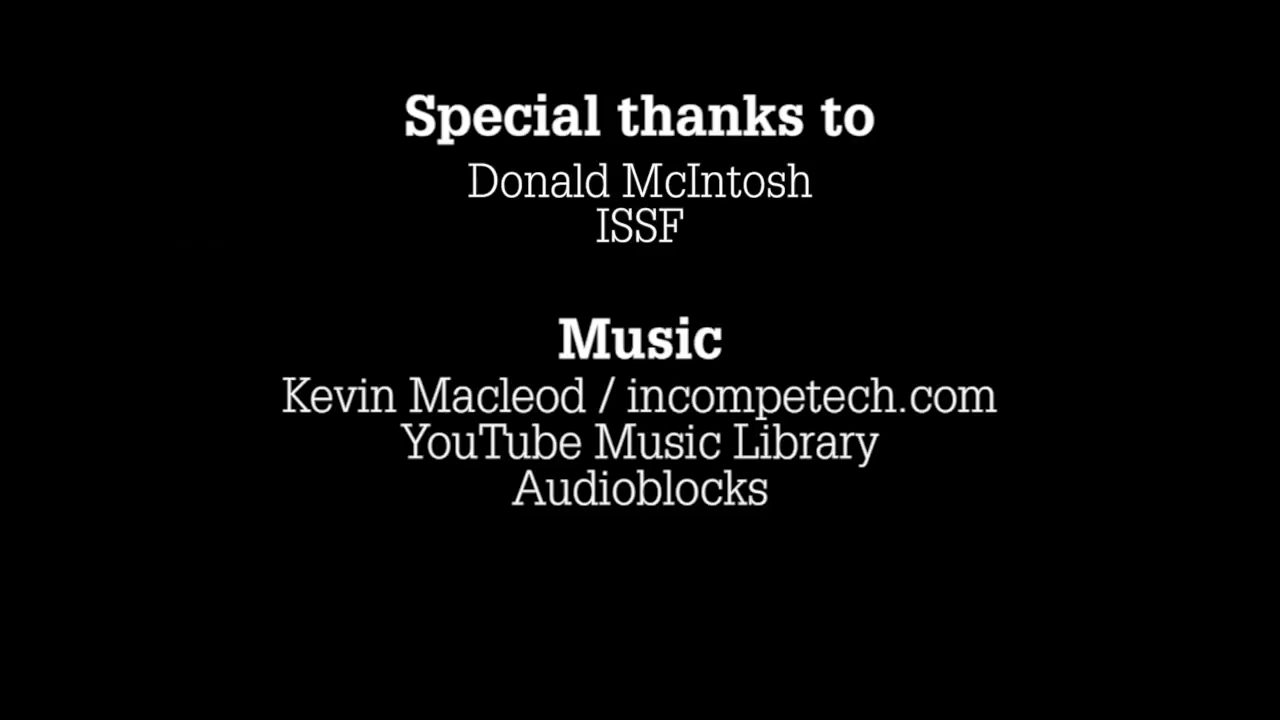 Special thanks to
Donald McIntosh
ISSF
Music
Kevin Macleod / incompetech.com
YouTube Music Library
Audioblocks